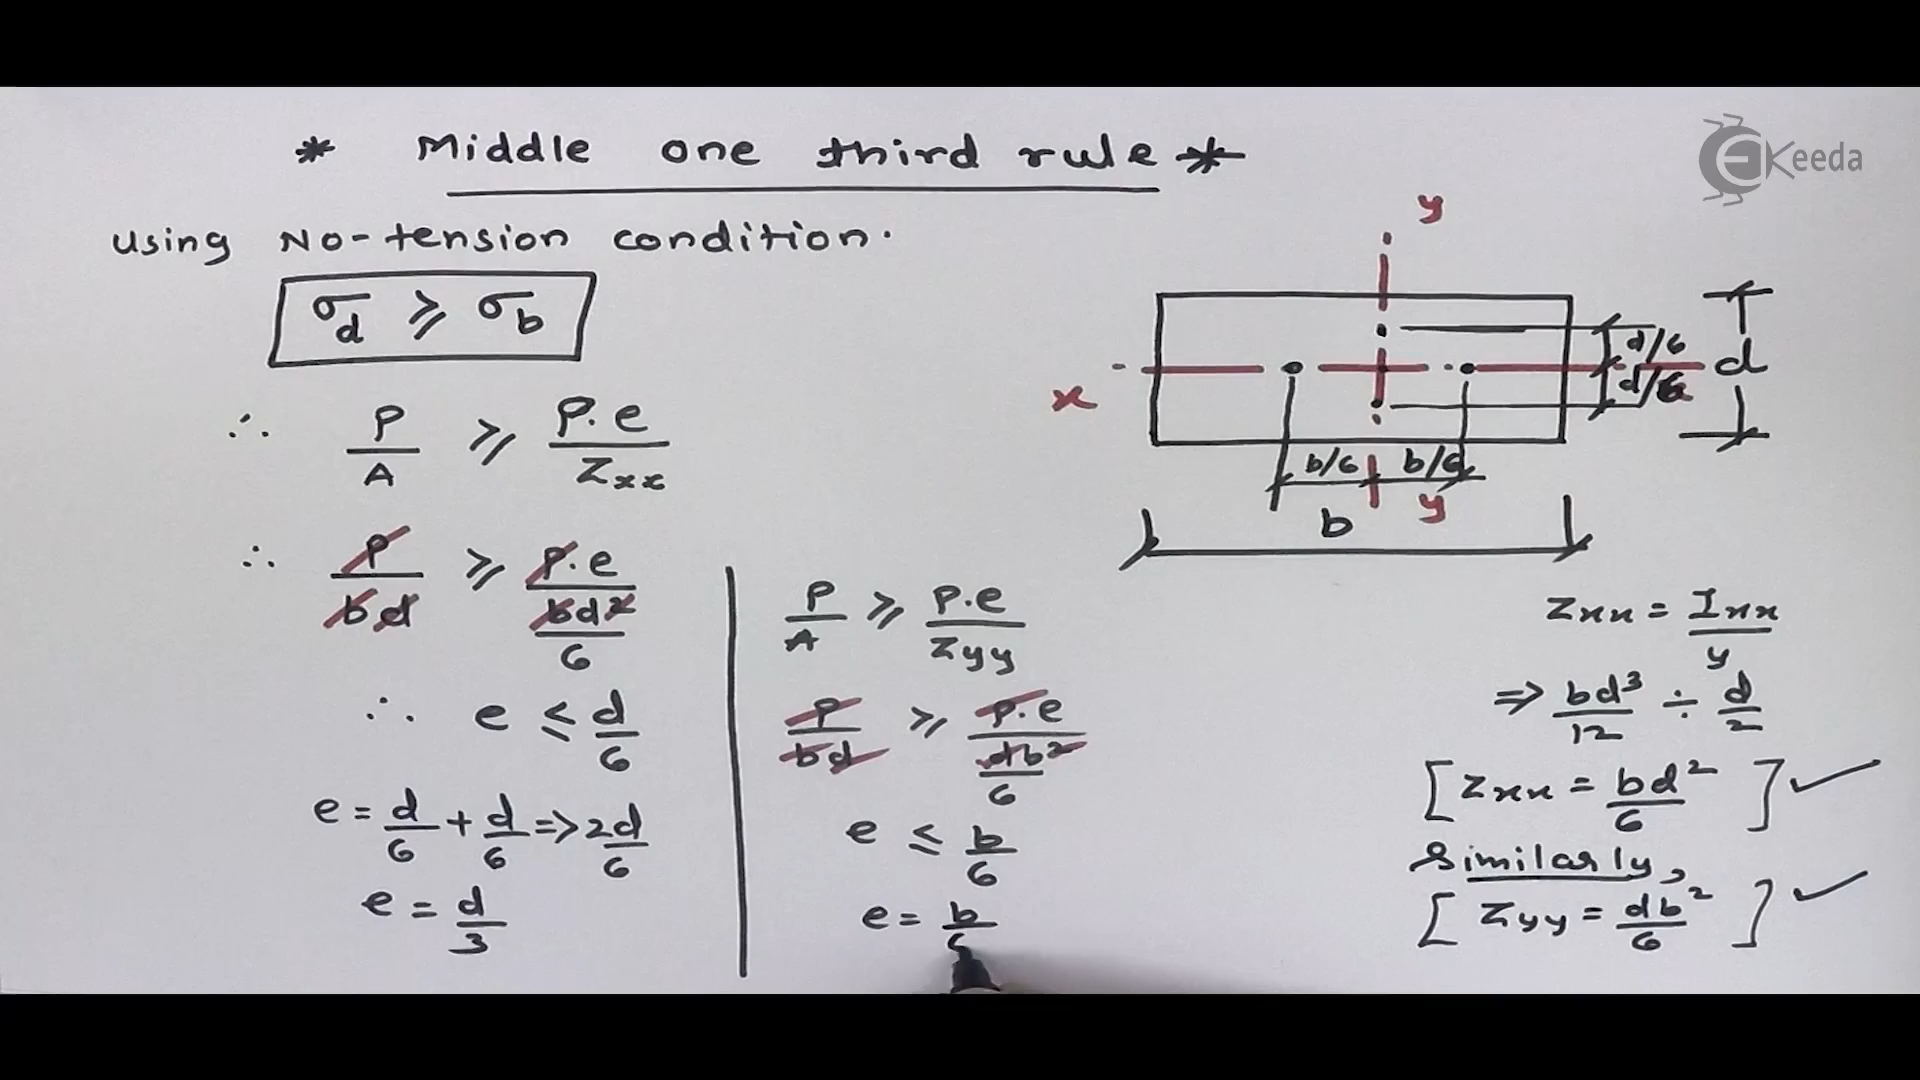 * Middle one third rule *
eKeeda
using No-tension condition.
σd ⩾ σb
∴ P/A ⩾ P.e/Zxx
∴ P/bd ⩾ P.e/(bd²/6)
∴ e ≤ d/6
e = d/6 + d/6 => 2d/6
e = d/3
P/A ⩾ P.e/Zyy
P/bd ⩾ P.e/(db²/6)
e ≤ b/6
e = b/6
y
x
d/6
d/6
d
b/6 b/6
y
b
Zxx = Ixx/y
=> bd³/12 ÷ d/2
[Zxx = bd²/6]
Similarly,
[Zyy = db²/6]